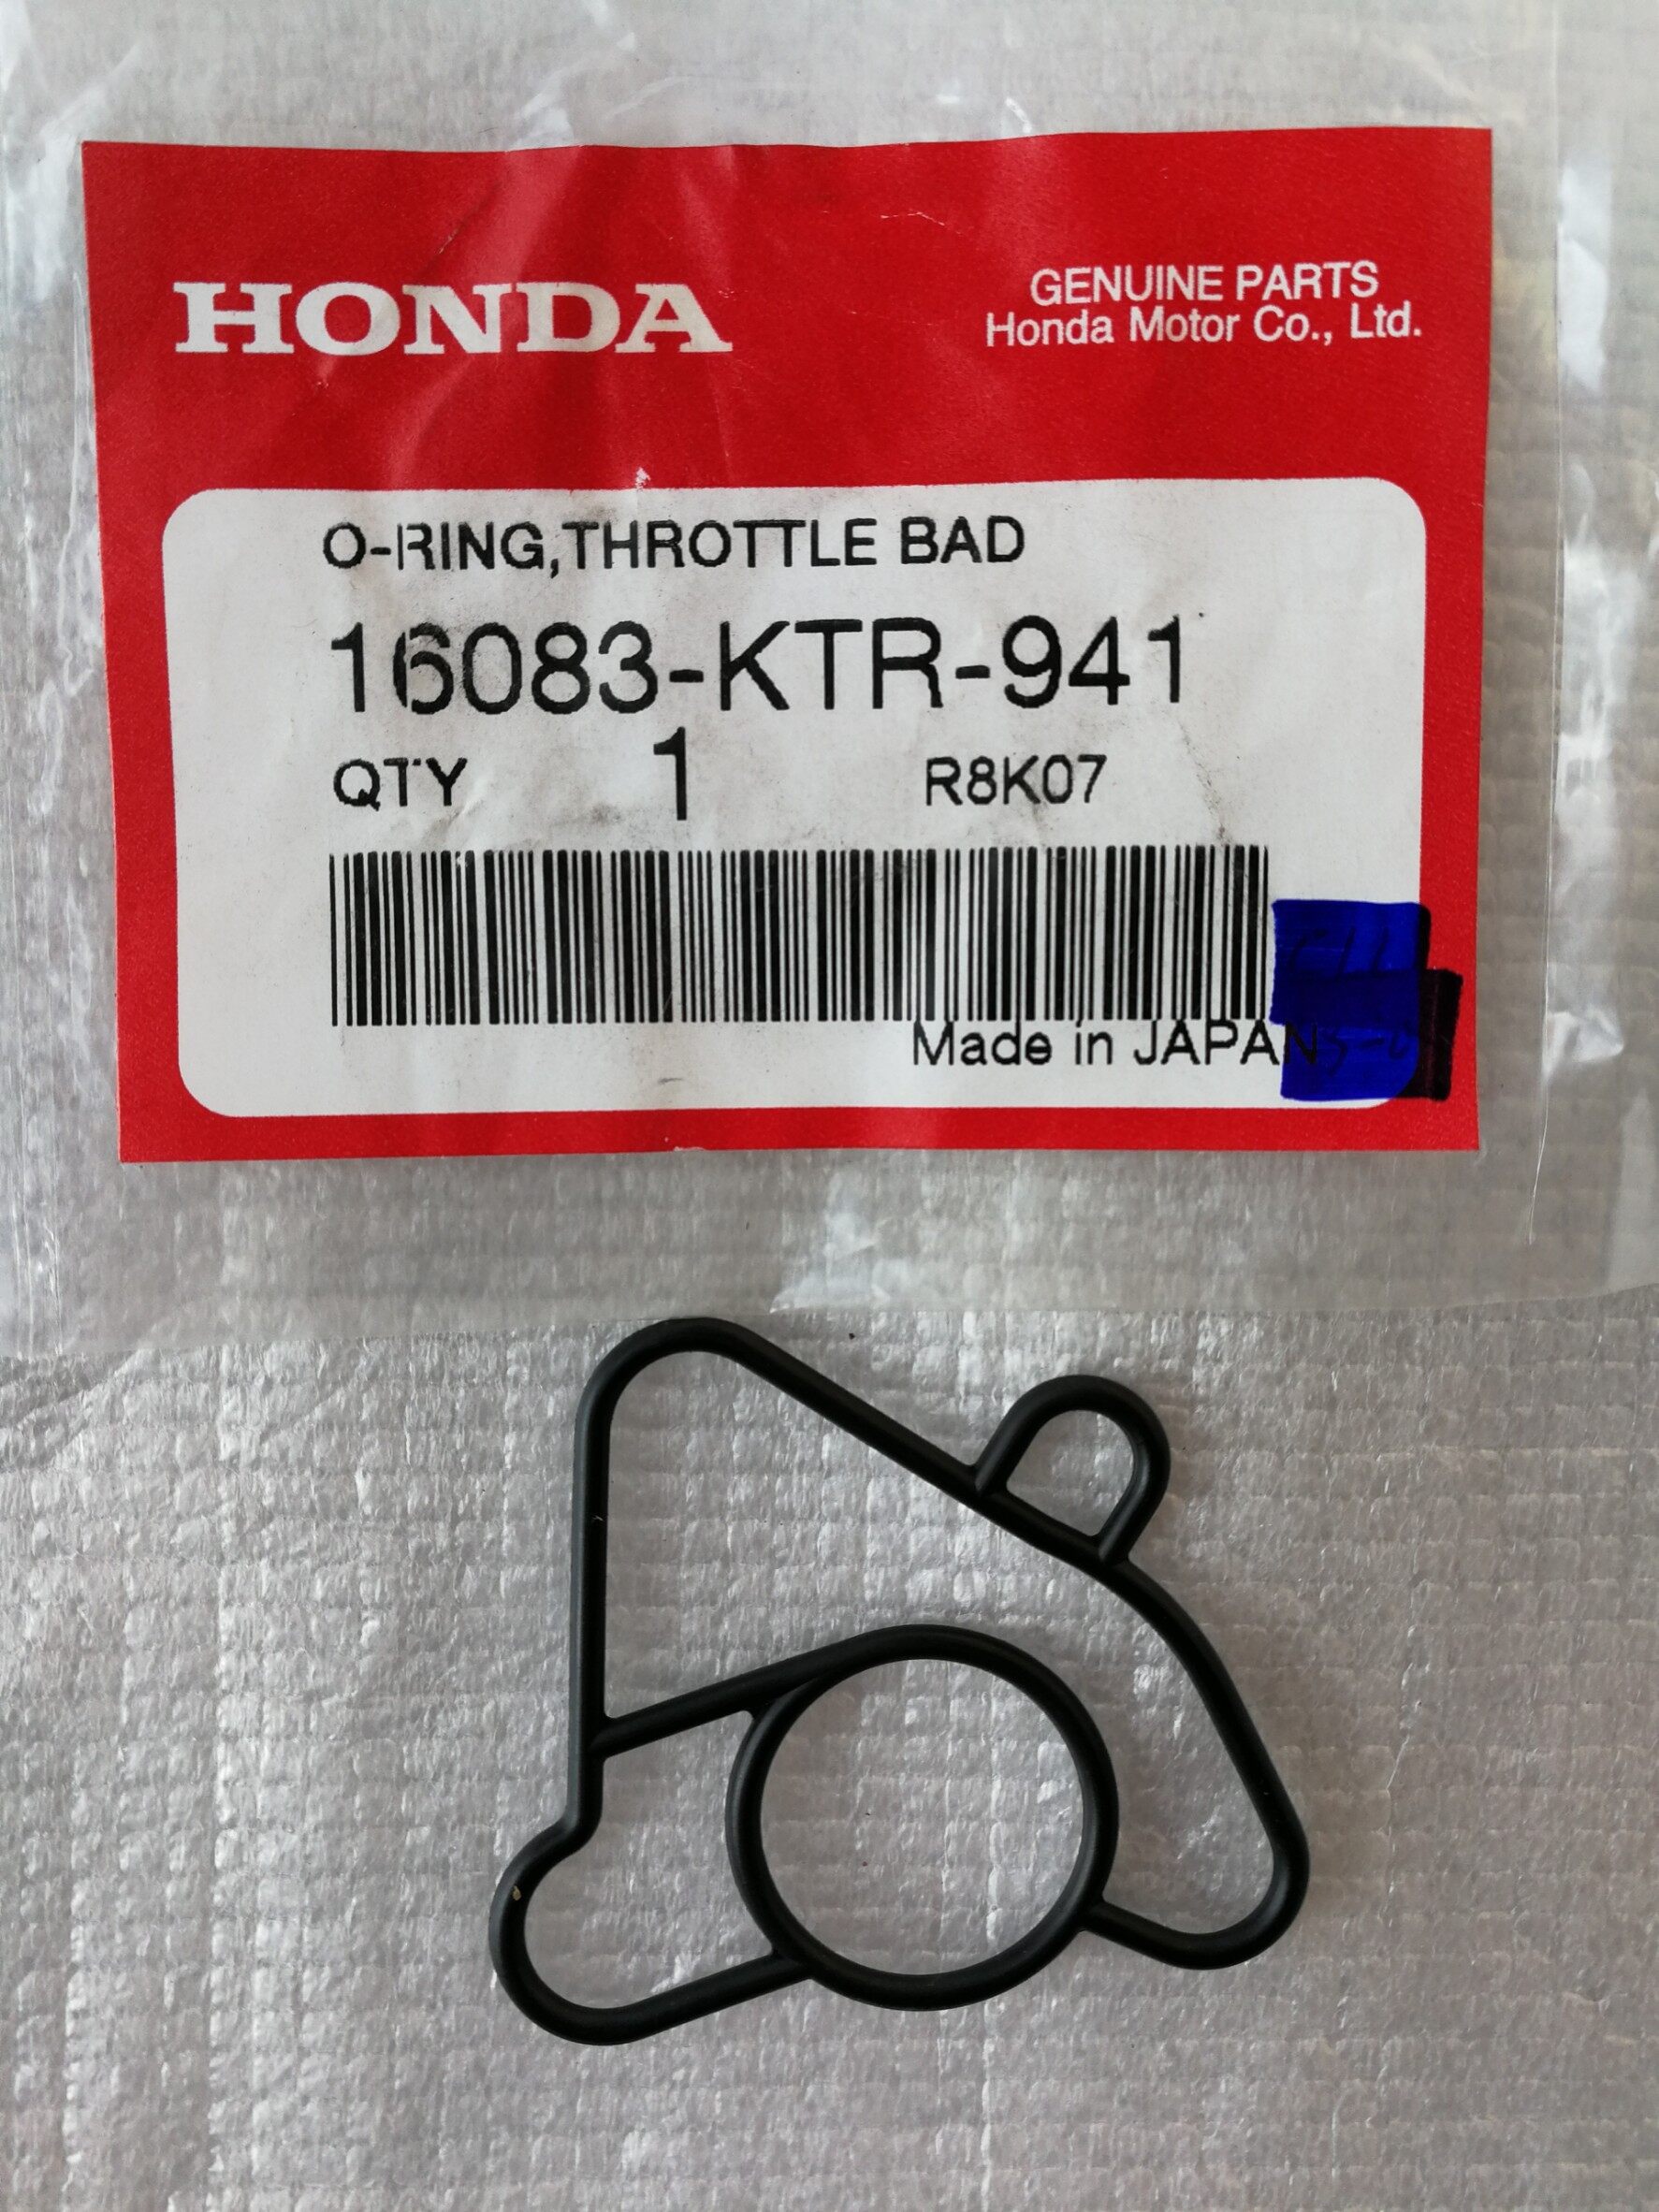 HONDA
GENUINE PARTS
Honda Motor Co., Ltd.
O-RING,THROTTLE BAD
16083-KTR-941
QTY 1 R8K07
Made in JAPAN